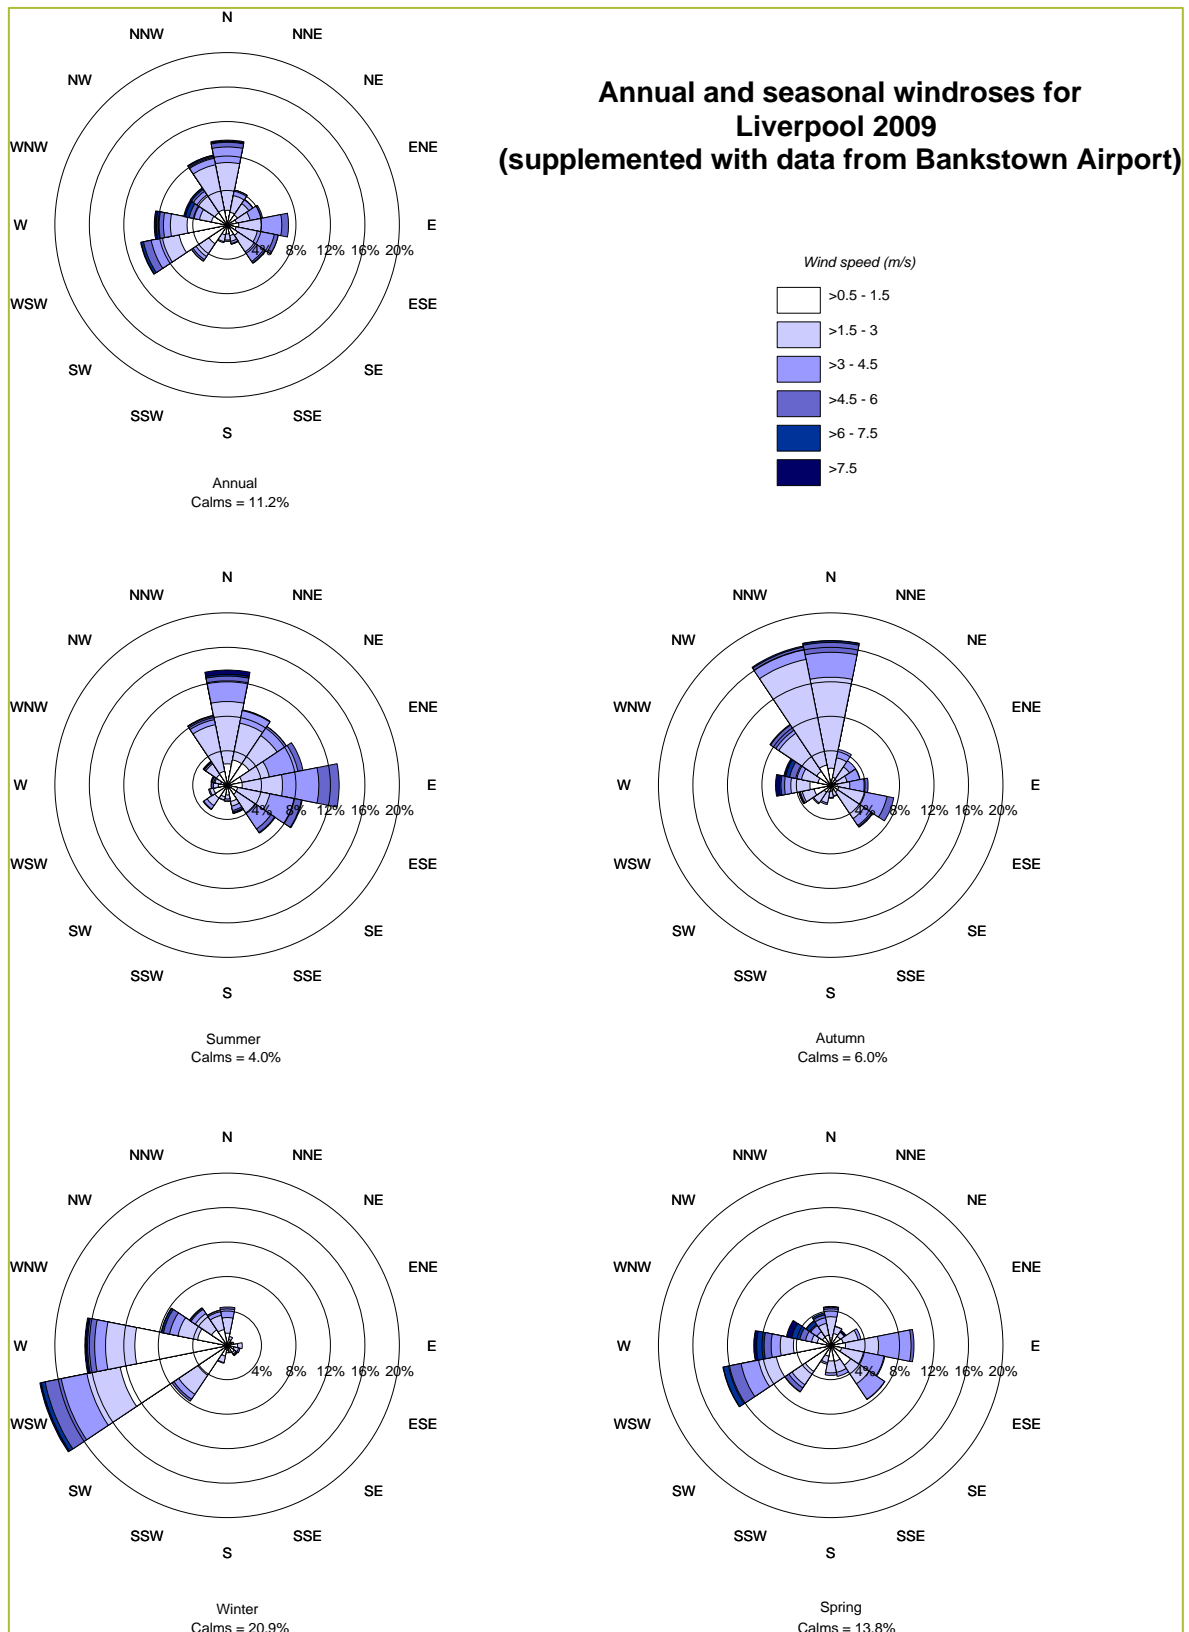 N
NNW
NNE
NW
NE
WNW
ENE
W
E
4%
8%
12%
16%
20%
WSW
ESE
SW
SE
SSW
SSE
S
Annual
Calms = 11.2%
Annual and seasonal windroses for
Liverpool 2009
(supplemented with data from Bankstown Airport)
Wind speed (m/s)
>0.5 - 1.5
>1.5 - 3
>3 - 4.5
>4.5 - 6
>6 - 7.5
>7.5
N
NNW
NNE
NW
NE
WNW
ENE
W
E
4%
8%
12%
16%
20%
WSW
ESE
SW
SE
SSW
SSE
S
Summer
Calms = 4.0%
N
NNW
NNE
NW
NE
WNW
ENE
W
E
4%
8%
12%
16%
20%
WSW
ESE
SW
SE
SSW
SSE
S
Autumn
Calms = 6.0%
N
NNW
NNE
NW
NE
WNW
ENE
W
E
4%
8%
12%
16%
20%
WSW
ESE
SW
SE
SSW
SSE
S
Winter
Calms = 20.9%
N
NNW
NNE
NW
NE
WNW
ENE
W
E
4%
8%
12%
16%
20%
WSW
ESE
SW
SE
SSW
SSE
S
Spring
Calms = 13.8%